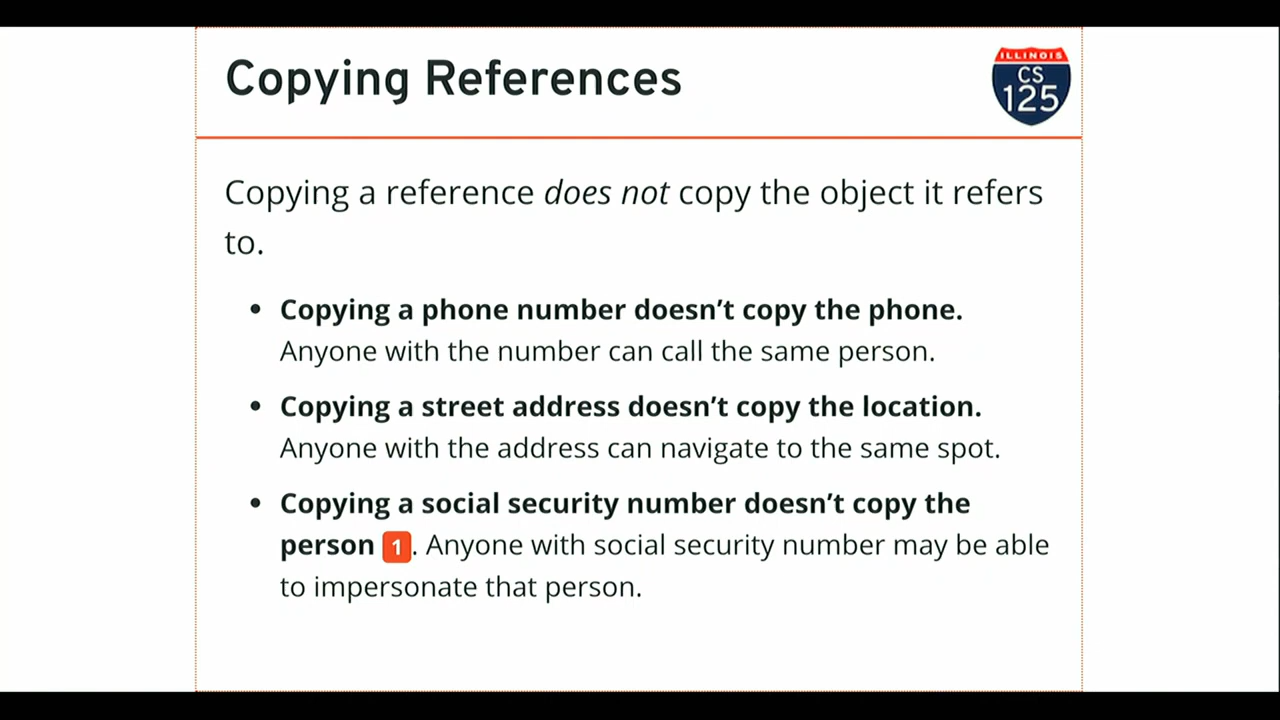 Copying References
ILLINOIS
CS
125
Copying a reference does not copy the object it refers
to.
• Copying a phone number doesn’t copy the phone.
Anyone with the number can call the same person.
• Copying a street address doesn’t copy the location.
Anyone with the address can navigate to the same spot.
• Copying a social security number doesn’t copy the
person 1. Anyone with social security number may be able
to impersonate that person.